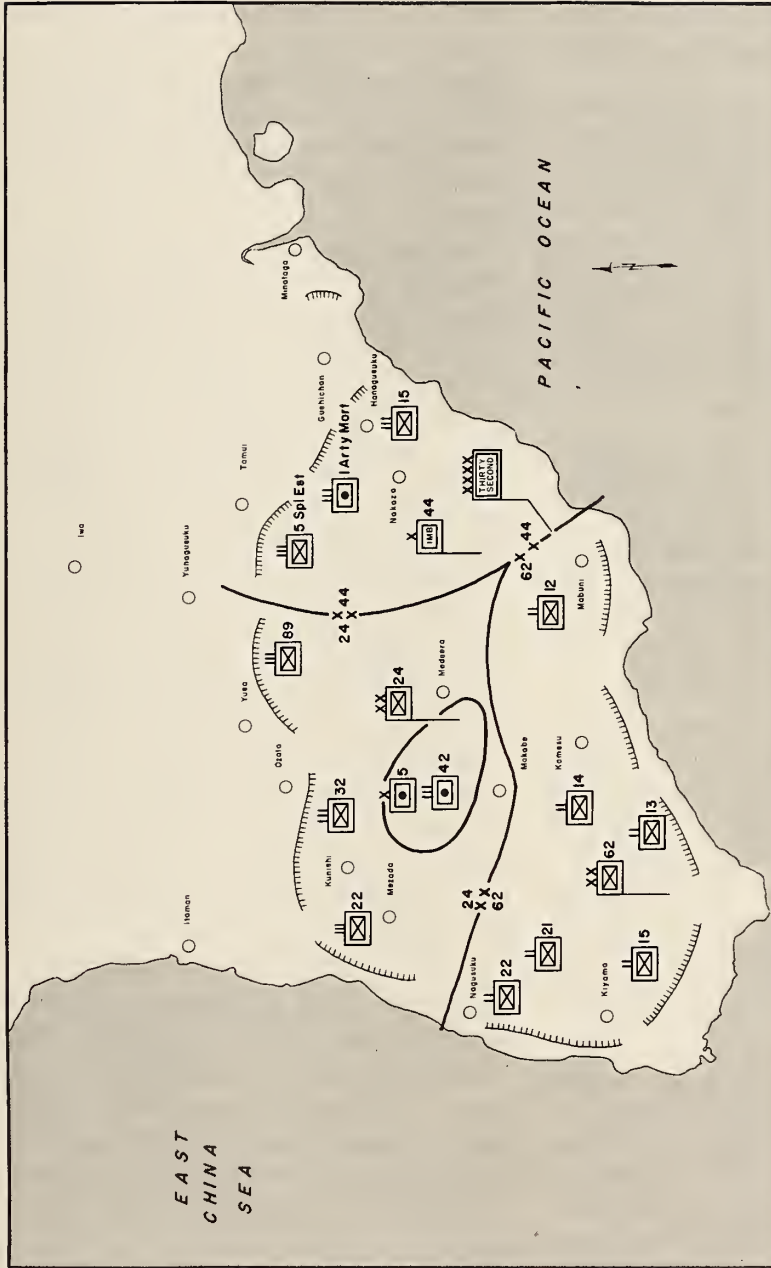 Iwa
Itoman
Yunagusuku
EAST
CHINA
SEA
Tamui
Yuza
Ozato
89
5 Spl Est
Minatoga
Gushichan
32
22
Kunishi
24 X X 44
1 Arty Mort
Hanagusuku
Mezado
XX
24
X
5
42
Nakaza
15
X
IMB
44
Medeera
24 X X 62
Nagusuku
Makabe
XXXX
THIRTY
SECOND
62 X X 44
22
21
12
14
Komesu
Mabuni
PACIFIC OCEAN
Kiyamu
XX
62
15
13
N